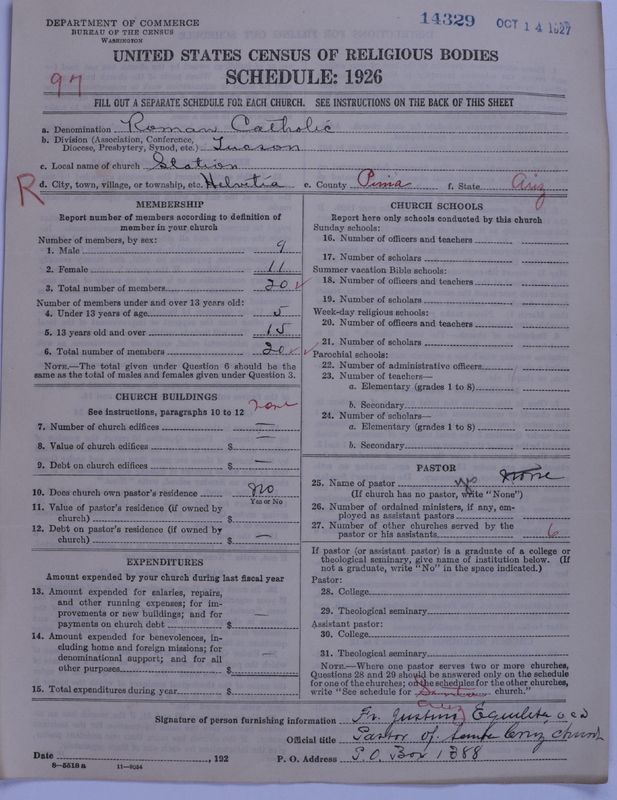 DEPARTMENT OF COMMERCE
BUREAU OF THE CENSUS
WASHINGTON
14329 OCT 14 1927
UNITED STATES CENSUS OF RELIGIOUS BODIES
97
SCHEDULE: 1926
FILL OUT A SEPARATE SCHEDULE FOR EACH CHURCH. SEE INSTRUCTIONS ON THE BACK OF THIS SHEET
a. Denomination Roman Catholic
b. Division (Association, Conference,
Diocese, Presbytery, Synod, etc.) Tucson
c. Local name of church Station
R
d. City, town, village, or township, etc. Helvetia e. County Pima f. State Ariz
MEMBERSHIP
Report number of members according to definition of
member in your church
Number of members, by sex:
1. Male 9
2. Female 11
3. Total number of members 20 ✓
Number of members under and over 13 years old:
4. Under 13 years of age 5
5. 13 years old and over 15
6. Total number of members 20 ✓ ✓
NOTE.—The total given under Question 6 should be
same as the total of males and females given under Question 3.
CHURCH BUILDINGS
See instructions, paragraphs 10 to 12 none
7. Number of church edifices —
8. Value of church edifices $ —
9. Debt on church edifices $ —
10. Does church own pastor's residence No
Yes or No
11. Value of pastor's residence (if owned by
church) $
12. Debt on pastor's residence (if owned by
church) $ —
EXPENDITURES
Amount expended by your church during last fiscal year
13. Amount expended for salaries, repairs,
and other running expenses; for im-
provements or new buildings; and for
payments on church debt $ —
14. Amount expended for benevolences, in-
cluding home and foreign missions; for
denominational support; and for all
other purposes $ —
15. Total expenditures during year $
CHURCH SCHOOLS
Report here only schools conducted by this church
Sunday schools:
16. Number of officers and teachers
17. Number of scholars
Summer vacation Bible schools:
18. Number of officers and teachers
19. Number of scholars
Week-day religious schools:
20. Number of officers and teachers
21. Number of scholars
Parochial schools:
22. Number of administrative officers
23. Number of teachers—
a. Elementary (grades 1 to 8)
b. Secondary
24. Number of scholars—
a. Elementary (grades 1 to 8)
b. Secondary
PASTOR
25. Name of pastor No None
(If church has no pastor, write "None")
26. Number of ordained ministers, if any, em-
ployed as assistant pastors
27. Number of other churches served by the
pastor or his assistants 6
If pastor (or assistant pastor) is a graduate of a college or
theological seminary, give name of institution below. (If
not a graduate, write "No" in the space indicated.)
Pastor:
28. College
29. Theological seminary
Assistant pastor:
30. College
31. Theological seminary
NOTE.—Where one pastor serves two or more churches,
Questions 28 and 29 should be answered only on the schedule
for one of the churches; on the schedules for the other churches,
write "See schedule for Santa Cruz church."
Signature of person furnishing information Fr. Justin
Official title Pastor of Santa Cruz Church
Date , 192 P. O. Address P.O. Box 1388
8-5518 a 11-9034